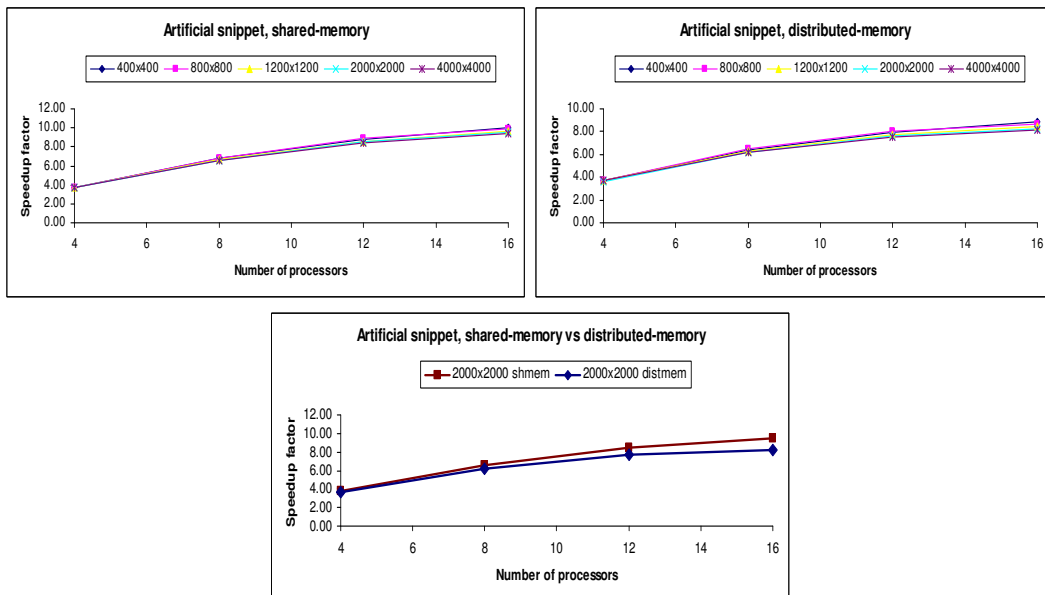 Artificial snippet, shared-memory
400x400 800x800 1200x1200 2000x2000 4000x4000
Speedup factor
12.00
10.00
8.00
6.00
4.00
2.00
0.00
4 6 8 10 12 14 16
Number of processors
Artificial snippet, distributed-memory
400x400 800x800 1200x1200 2000x2000 4000x4000
Speedup factor
10.00
8.00
6.00
4.00
2.00
0.00
4 6 8 10 12 14 16
Number of processors
Artificial snippet, shared-memory vs distributed-memory
2000x2000 shmem 2000x2000 distmem
Speedup factor
12.00
10.00
8.00
6.00
4.00
2.00
0.00
4 8 12 16
Number of processors